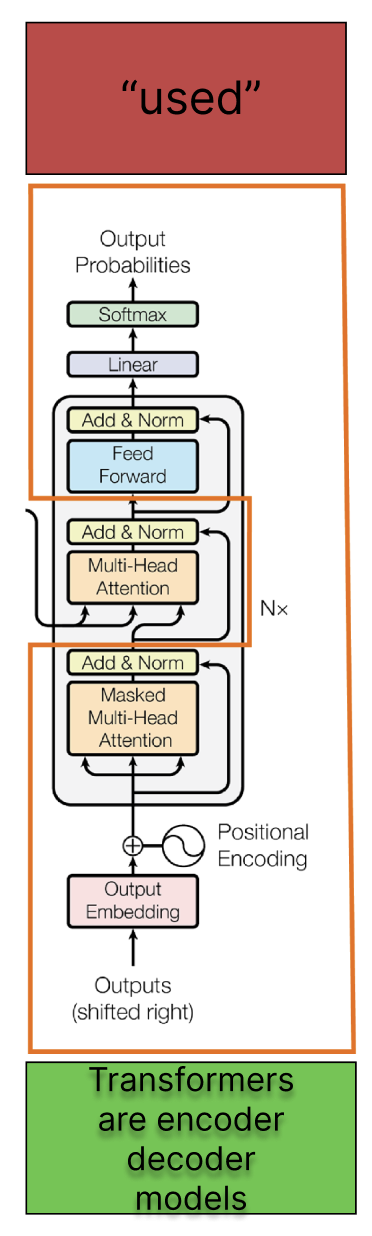 “used”
Output
Probabilities
Softmax
Linear
Add & Norm
Feed
Forward
Add & Norm
Multi-Head
Attention
N×
Add & Norm
Masked
Multi-Head
Attention
Positional
Encoding
Output
Embedding
Outputs
(shifted right)
Transformers
are encoder
decoder
models